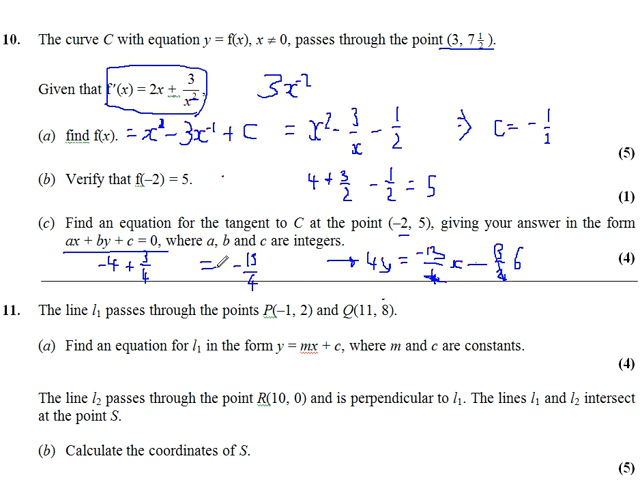 10. The curve C with equation y = f(x), x ≠ 0, passes through the point (3, 7 1/2).
Given that f'(x) = 2x + 3/x², 3x⁻²
(a) find f(x). = x² - 3x⁻¹ + C = x² - 3/x - 1/2 ⇒ C = - 1/2
(5)
(b) Verify that f(−2) = 5. 4 + 3/2 - 1/2 = 5
(1)
(c) Find an equation for the tangent to C at the point (−2, 5), giving your answer in the form
ax + by + c = 0, where a, b and c are integers.
-4 + 3/4 = -13/4 → 4y = -13 x - 6
(4)
11. The line l₁ passes through the points P(−1, 2) and Q(11, 8).
(a) Find an equation for l₁ in the form y = mx + c, where m and c are constants.
(4)
The line l₂ passes through the point R(10, 0) and is perpendicular to l₁. The lines l₁ and l₂ intersect
at the point S.
(b) Calculate the coordinates of S.
(5)